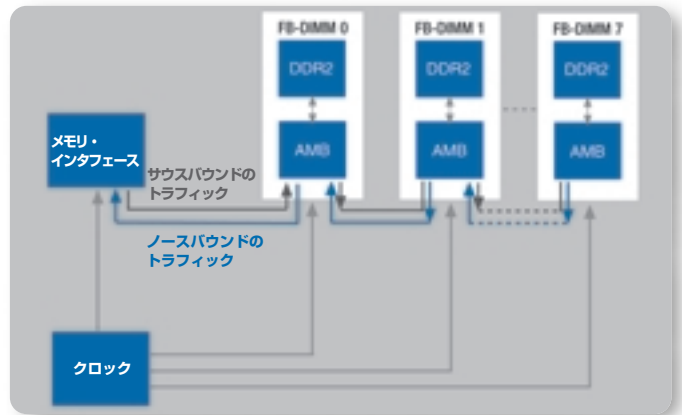 FB-DIMM 0
FB-DIMM 1
FB-DIMM 7
DDR2
DDR2
DDR2
AMB
AMB
AMB
メモリ・
インタフェース
サウスバウンドの
トラフィック
ノースバウンドの
トラフィック
クロック